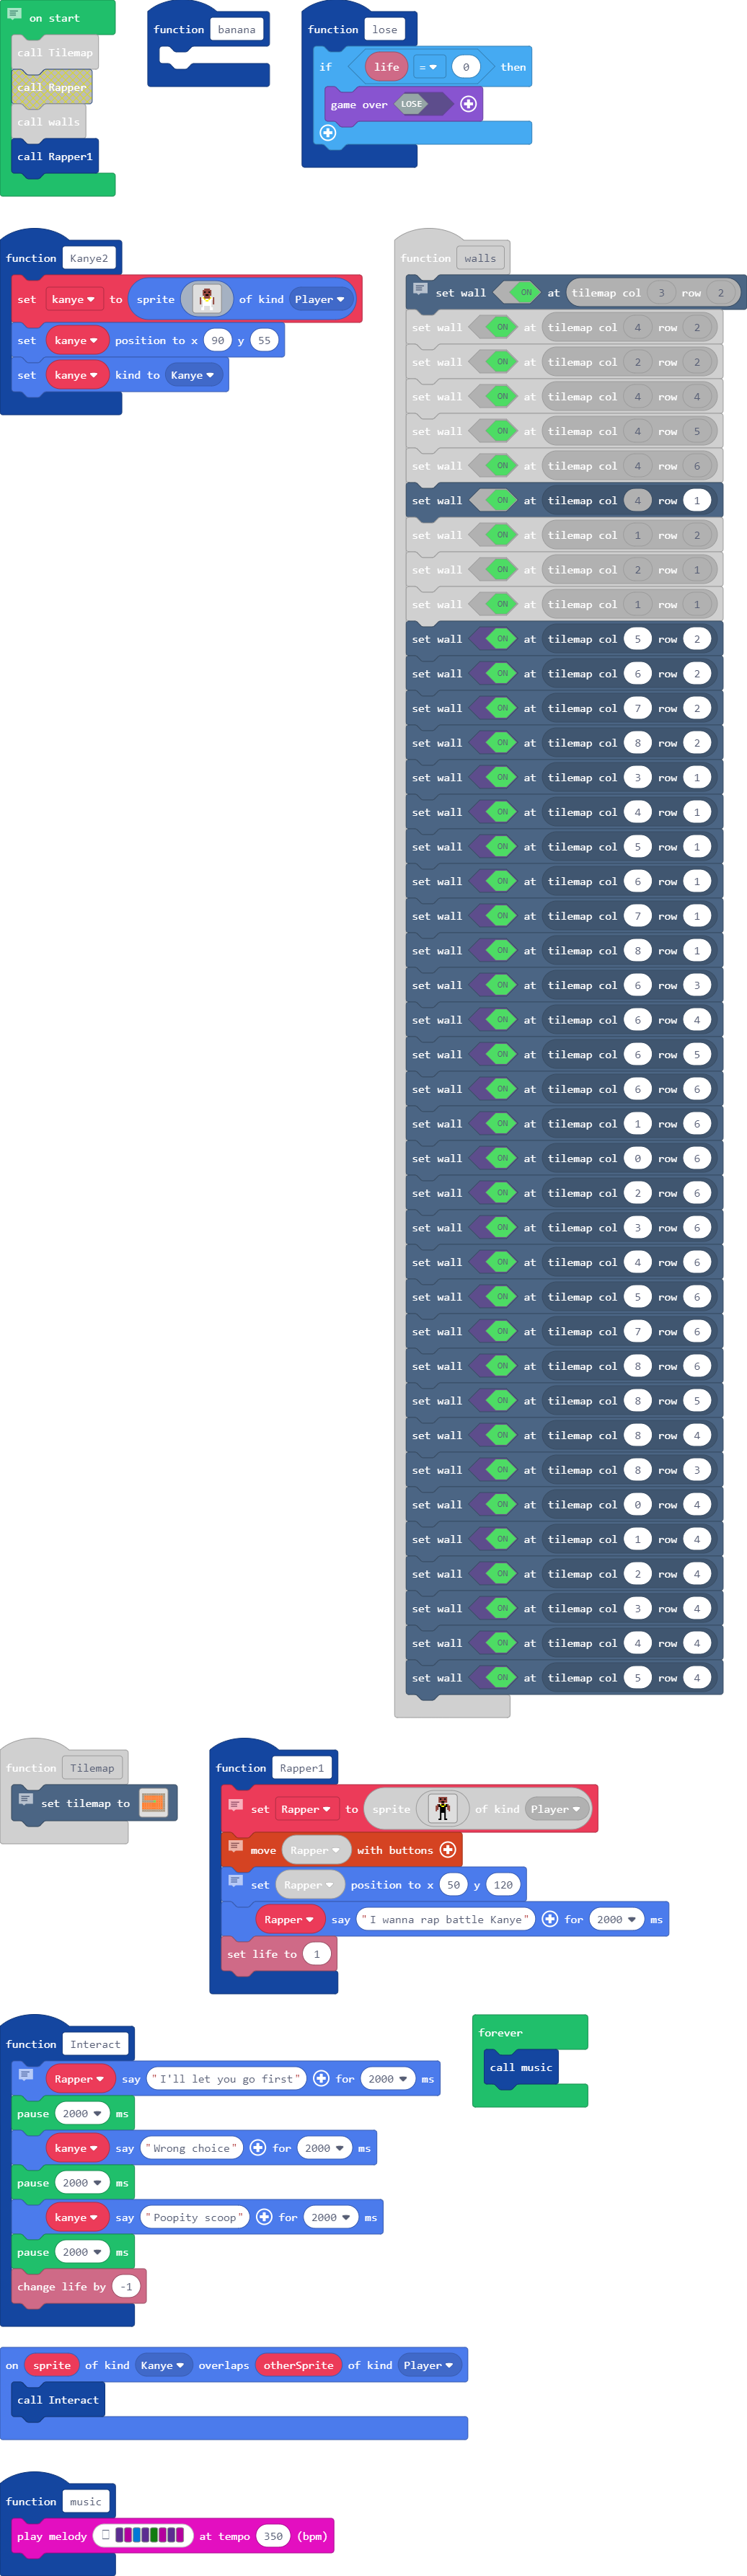 on start
call Tilemap
call Rapper
call walls
call Rapper1
function banana
function lose
if life = 0 then
game over LOSE
function Kanye2
set kanye to sprite of kind Player
set kanye position to x 90 y 55
set kanye kind to Kanye
function walls
set wall ON at tilemap col 3 row 2
set wall ON at tilemap col 4 row 2
set wall ON at tilemap col 2 row 2
set wall ON at tilemap col 4 row 4
set wall ON at tilemap col 4 row 5
set wall ON at tilemap col 4 row 6
set wall ON at tilemap col 4 row 1
set wall ON at tilemap col 1 row 2
set wall ON at tilemap col 2 row 1
set wall ON at tilemap col 1 row 1
set wall ON at tilemap col 5 row 2
set wall ON at tilemap col 6 row 2
set wall ON at tilemap col 7 row 2
set wall ON at tilemap col 8 row 2
set wall ON at tilemap col 3 row 1
set wall ON at tilemap col 4 row 1
set wall ON at tilemap col 5 row 1
set wall ON at tilemap col 6 row 1
set wall ON at tilemap col 7 row 1
set wall ON at tilemap col 8 row 1
set wall ON at tilemap col 6 row 3
set wall ON at tilemap col 6 row 4
set wall ON at tilemap col 6 row 5
set wall ON at tilemap col 6 row 6
set wall ON at tilemap col 1 row 6
set wall ON at tilemap col 0 row 6
set wall ON at tilemap col 2 row 6
set wall ON at tilemap col 3 row 6
set wall ON at tilemap col 4 row 6
set wall ON at tilemap col 5 row 6
set wall ON at tilemap col 7 row 6
set wall ON at tilemap col 8 row 6
set wall ON at tilemap col 8 row 5
set wall ON at tilemap col 8 row 4
set wall ON at tilemap col 8 row 3
set wall ON at tilemap col 0 row 4
set wall ON at tilemap col 1 row 4
set wall ON at tilemap col 2 row 4
set wall ON at tilemap col 3 row 4
set wall ON at tilemap col 4 row 4
set wall ON at tilemap col 5 row 4
function Tilemap
set tilemap to
function Rapper1
set Rapper to sprite of kind Player
move Rapper with buttons
set Rapper position to x 50 y 120
Rapper say "I wanna rap battle Kanye" for 2000 ms
set life to 1
function Interact
Rapper say "I'll let you go first" for 2000 ms
pause 2000 ms
kanye say "Wrong choice" for 2000 ms
pause 2000 ms
kanye say "Poopity scoop" for 2000 ms
pause 2000 ms
change life by -1
forever
call music
on sprite of kind Kanye overlaps otherSprite of kind Player
call Interact
function music
play melody at tempo 350 (bpm)